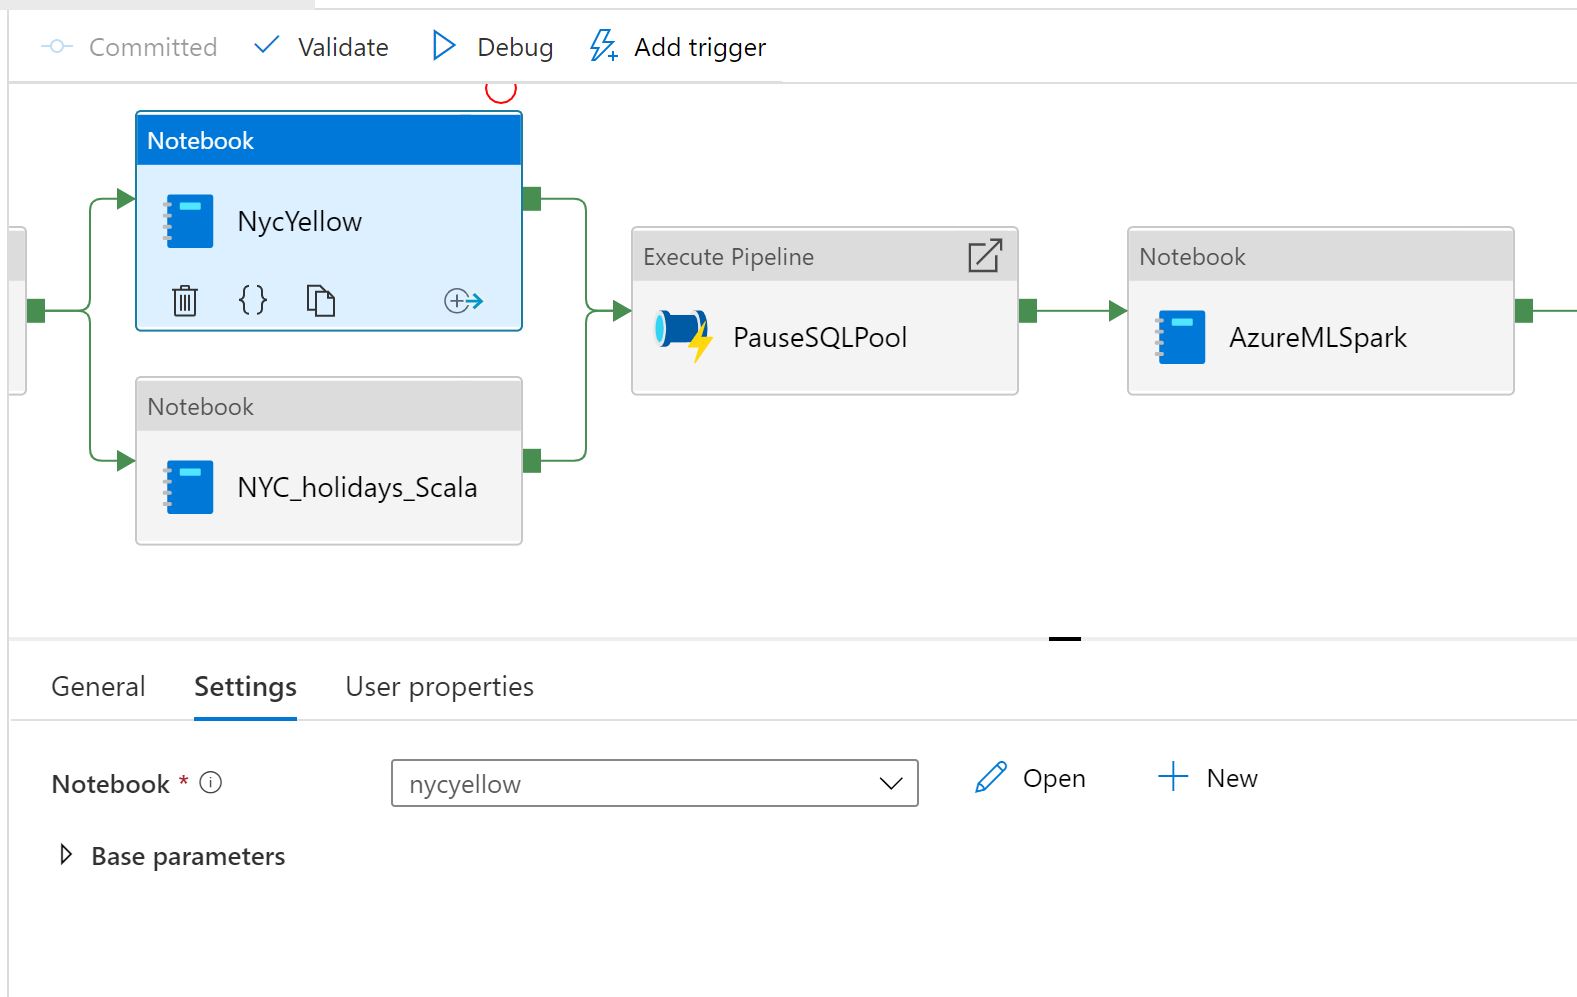 Committed Validate Debug Add trigger
Notebook
NycYellow
Notebook
NYC_holidays_Scala
Execute Pipeline
PauseSQLPool
Notebook
AzureMLSpark
General Settings User properties
Notebook * nycyellow Open New
Base parameters